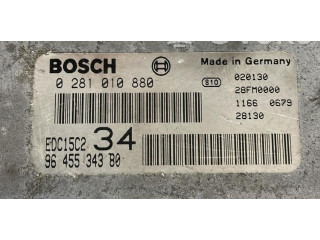 BOSCH
Made in Germany
0 281 010 880
S10
020130
28FM0000
1166 0679
28130
EDC15C2 34
96 455 343 80